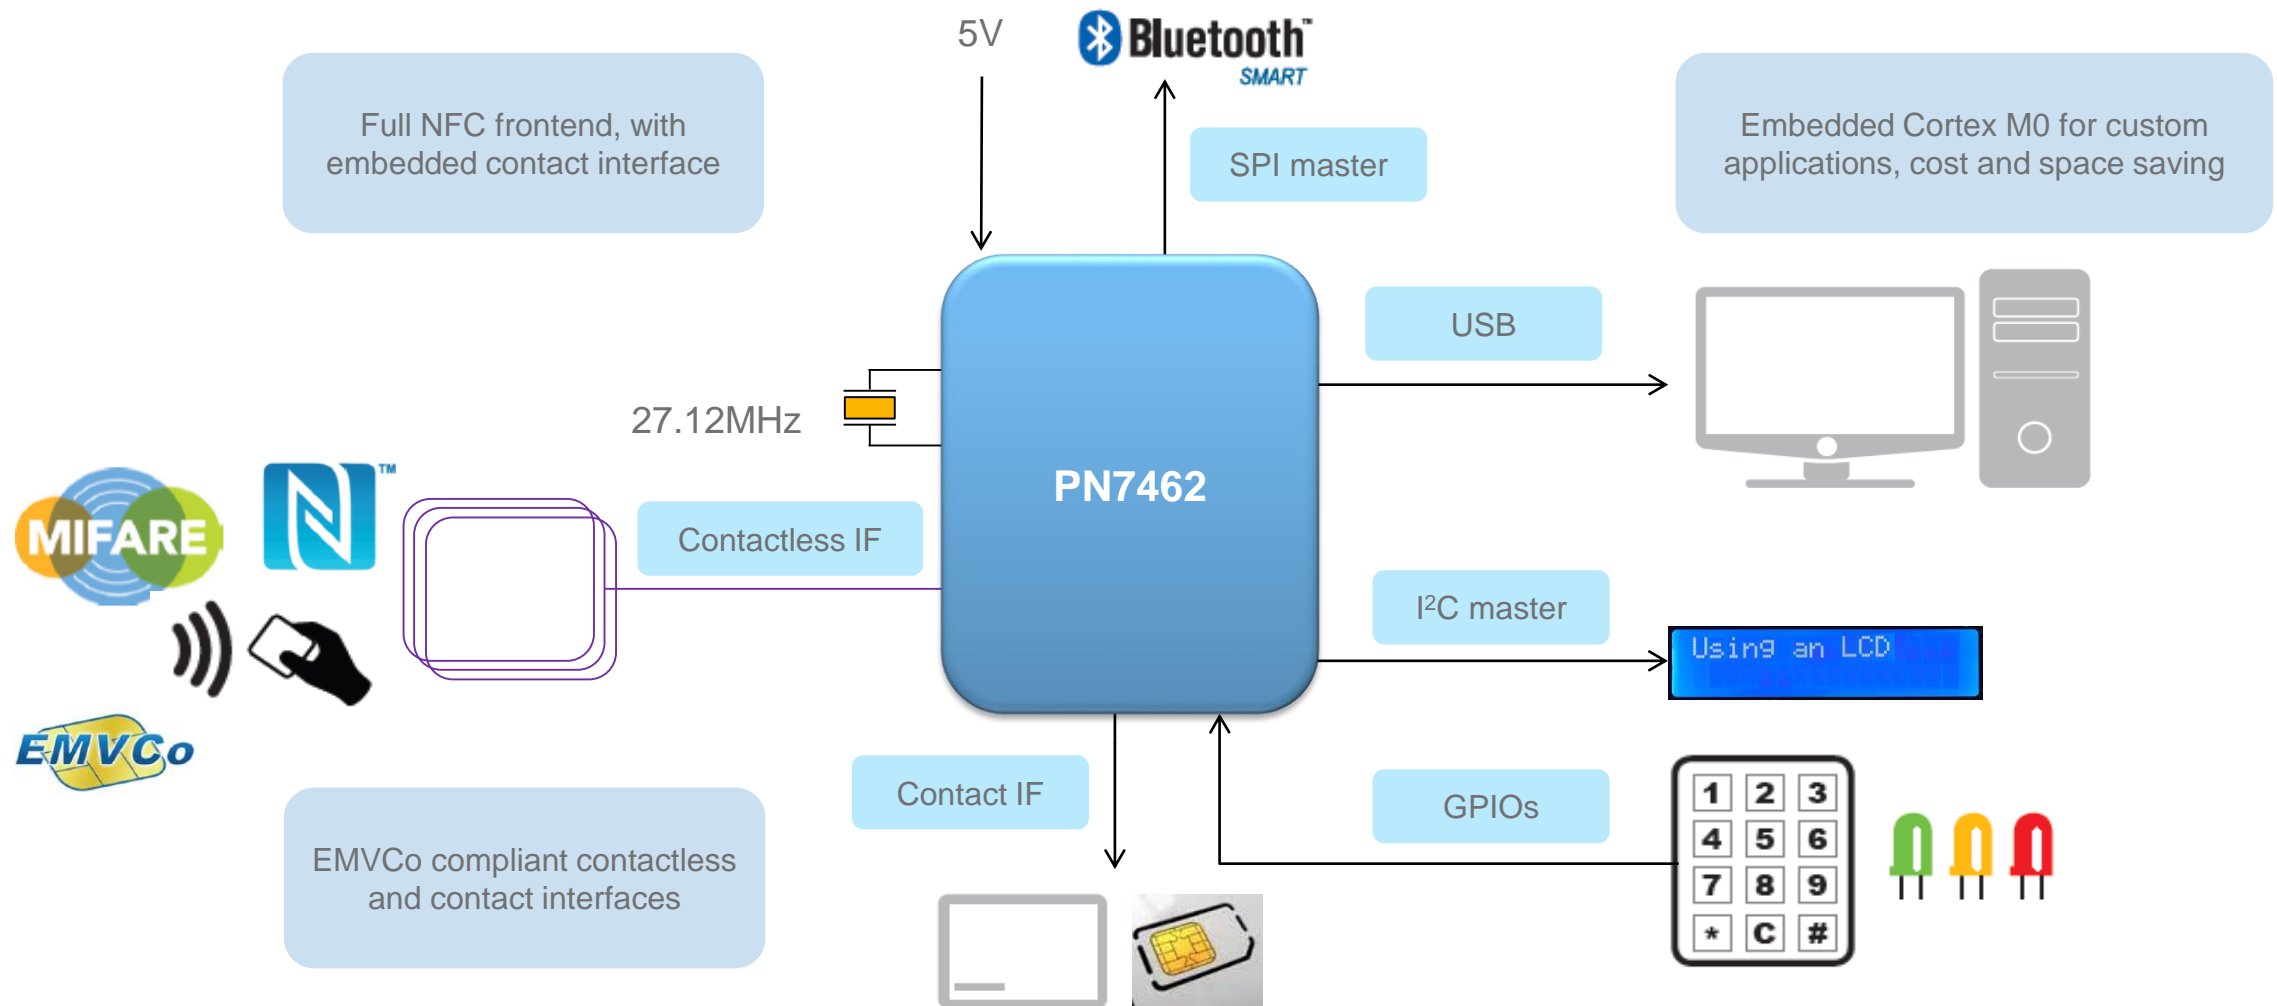 5V
Bluetooth™
SMART
Full NFC frontend, with
embedded contact interface
SPI master
Embedded Cortex M0 for custom
applications, cost and space saving
USB
27.12MHz
PN7462
MIFARE
N™
Contactless IF
I²C master
Using an LCD
EMVCo
Contact IF
GPIOs
1 2 3
4 5 6
7 8 9
* C #
EMVCo compliant contactless
and contact interfaces